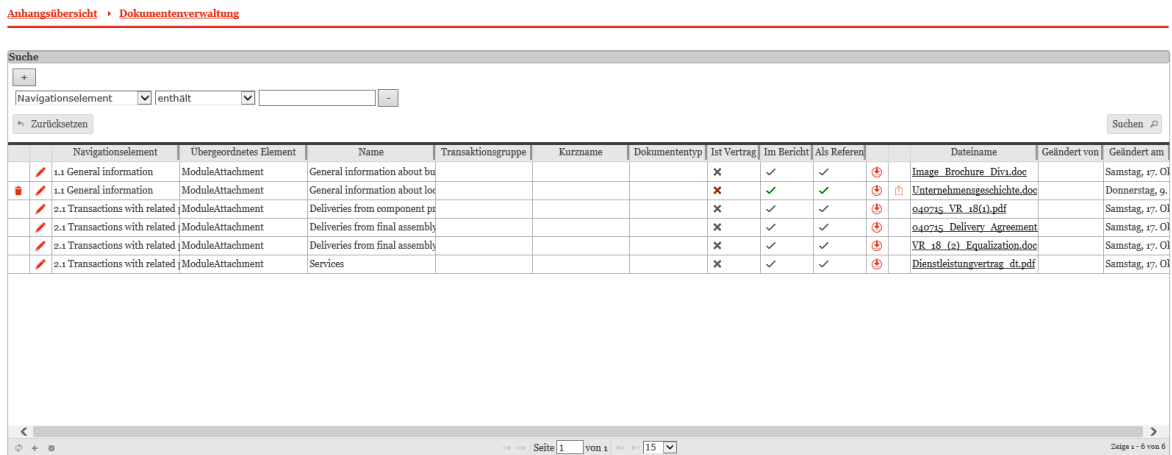 Anhangsübersicht Dokumentenverwaltung
Suche
+
Navigationselement enthält -
Zurücksetzen Suchen
Navigationselement Übergeordnetes Element Name Transaktionsgruppe Kurzname Dokumententyp Ist Vertrag Im Bericht Als Referen Dateiname Geändert von Geändert am
1.1 General information ModuleAttachment General information about bu Image_Brochure_Div1.doc Samstag, 17. Ok
1.1 General information ModuleAttachment General information about loc Unternehmensgeschichte.doc Donnerstag, 9.
2.1 Transactions with related ModuleAttachment Deliveries from component pr 040715_VR_18(1).pdf Samstag, 17. Ok
2.1 Transactions with related ModuleAttachment Deliveries from final assembly 040715_Delivery_Agreement Samstag, 17. Ok
2.1 Transactions with related ModuleAttachment Deliveries from final assembly VR_18_(2)_Equalization.doc Samstag, 17. Ok
2.1 Transactions with related ModuleAttachment Services Dienstleistungvertrag_dt.pdf Samstag, 17. Ok
Seite 1 von 1 15 Zeige 1 - 6 von 6